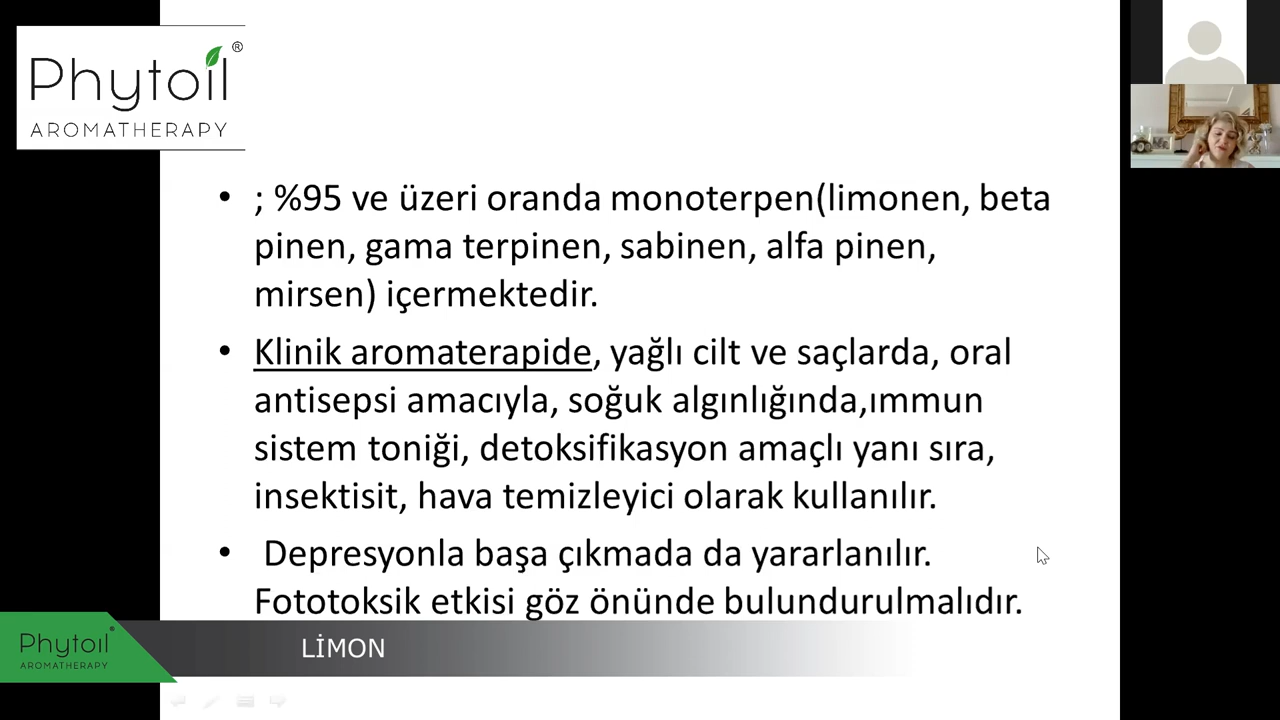 Phytoil®
AROMATHERAPY
• ; %95 ve üzeri oranda monoterpen(limonen, beta
pinen, gama terpinen, sabinen, alfa pinen,
mirsen) içermektedir.
• Klinik aromaterapide, yağlı cilt ve saçlarda, oral
antisepsi amacıyla, soğuk algınlığında,ımmun
sistem toniği, detoksifikasyon amaçlı yanı sıra,
insektisit, hava temizleyici olarak kullanılır.
• Depresyonla başa çıkmada da yararlanılır.
Fototoksik etkisi göz önünde bulundurulmalıdır.
Phytoil®
AROMATHERAPY
LİMON